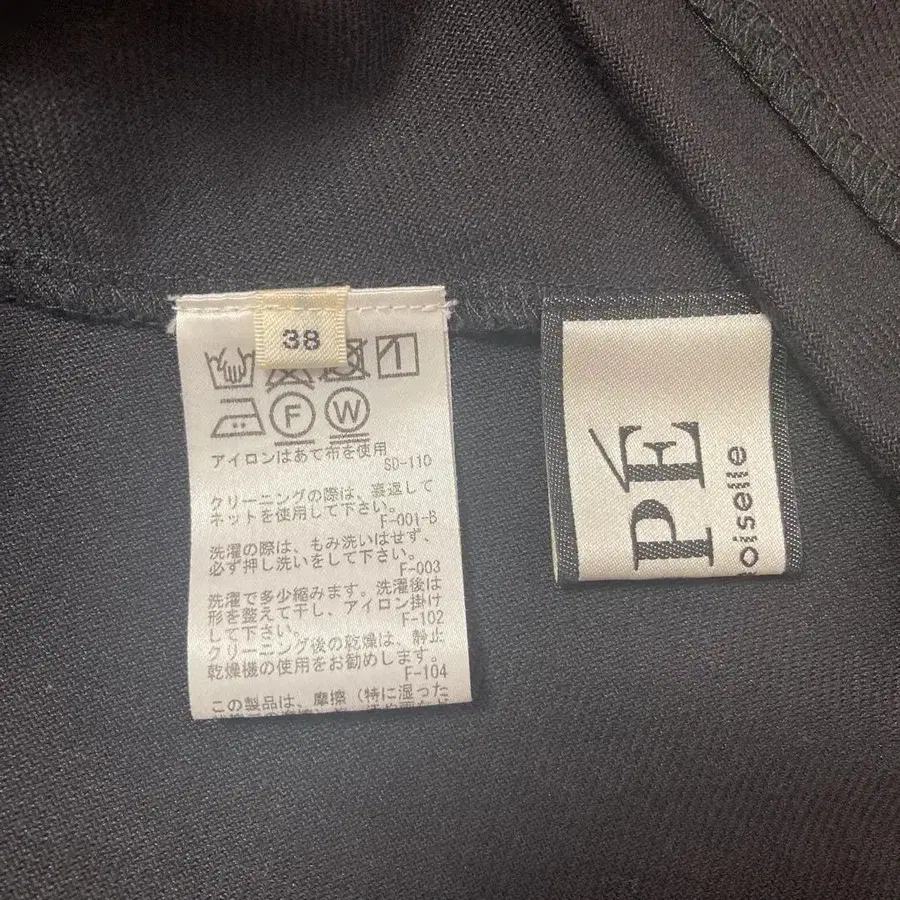 38
F
W
アイロンはあて布を使用
SD-110
クリーニングの際は、裏返して
ネットを使用して下さい。
F-001-B
洗濯の際は、もみ洗いはせず、
必ず押し洗いをして下さい。
F-003
洗濯で多少縮みます。洗濯後は
形を整えて干し、アイロン掛け
して下さい。
F-102
クリーニング後の乾燥は、静止
乾燥機の使用をお勧めします。
F-104
この製品は、摩擦（特に湿った
PÉ
oiselle